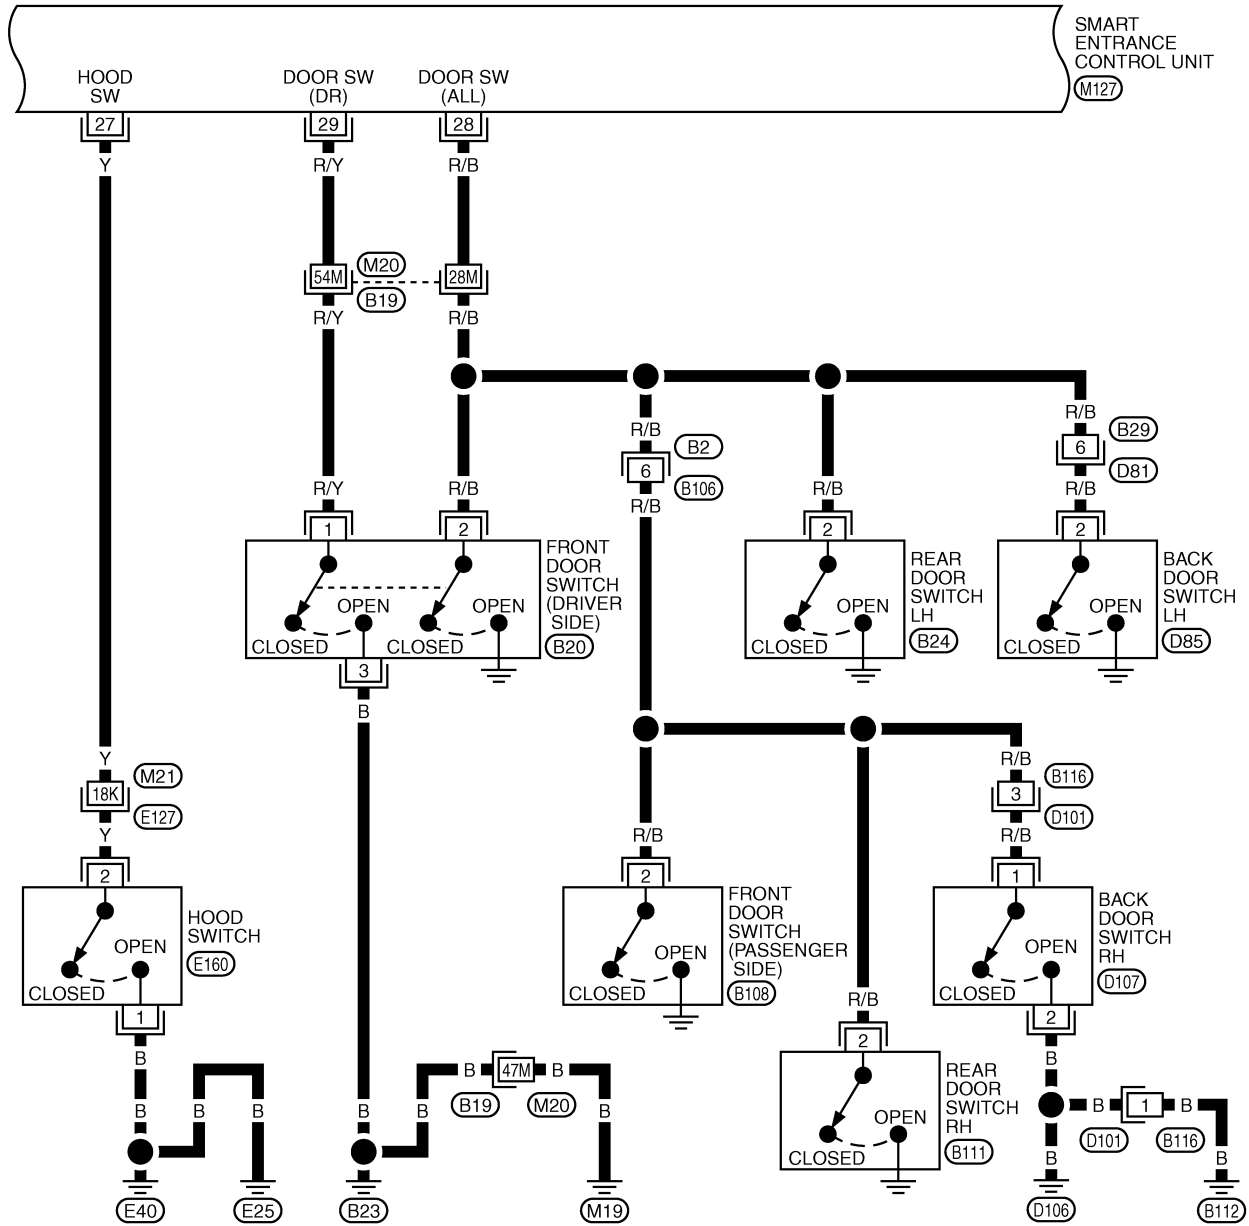 SMART
ENTRANCE
CONTROL UNIT
M127
HOOD
SW
DOOR SW
(DR)
DOOR SW
(ALL)
27
29
28
Y
R/Y
R/B
54M
M20
B19
28M
R/Y
R/B
R/B
R/B
6
B29
D81
R/B
6
B2
B106
R/B
R/Y
R/B
R/B
R/B
1
2
2
2
FRONT
DOOR
SWITCH
(DRIVER
SIDE)
B20
OPEN
CLOSED
OPEN
CLOSED
REAR
DOOR
SWITCH
LH
B24
OPEN
CLOSED
BACK
DOOR
SWITCH
LH
D85
OPEN
CLOSED
3
B
Y
18K
M21
E127
Y
R/B
3
B116
D101
R/B
R/B
2
2
1
HOOD
SWITCH
E160
OPEN
CLOSED
FRONT
DOOR
SWITCH
(PASSENGER
SIDE)
B108
OPEN
CLOSED
BACK
DOOR
SWITCH
RH
D107
OPEN
CLOSED
R/B
1
2
2
B
B
REAR
DOOR
SWITCH
RH
B111
OPEN
CLOSED
B
47M
B
B19
M20
B
B
B
B
B
B
1
B
D101
B116
B
B
E40
E25
B23
M19
D106
B112